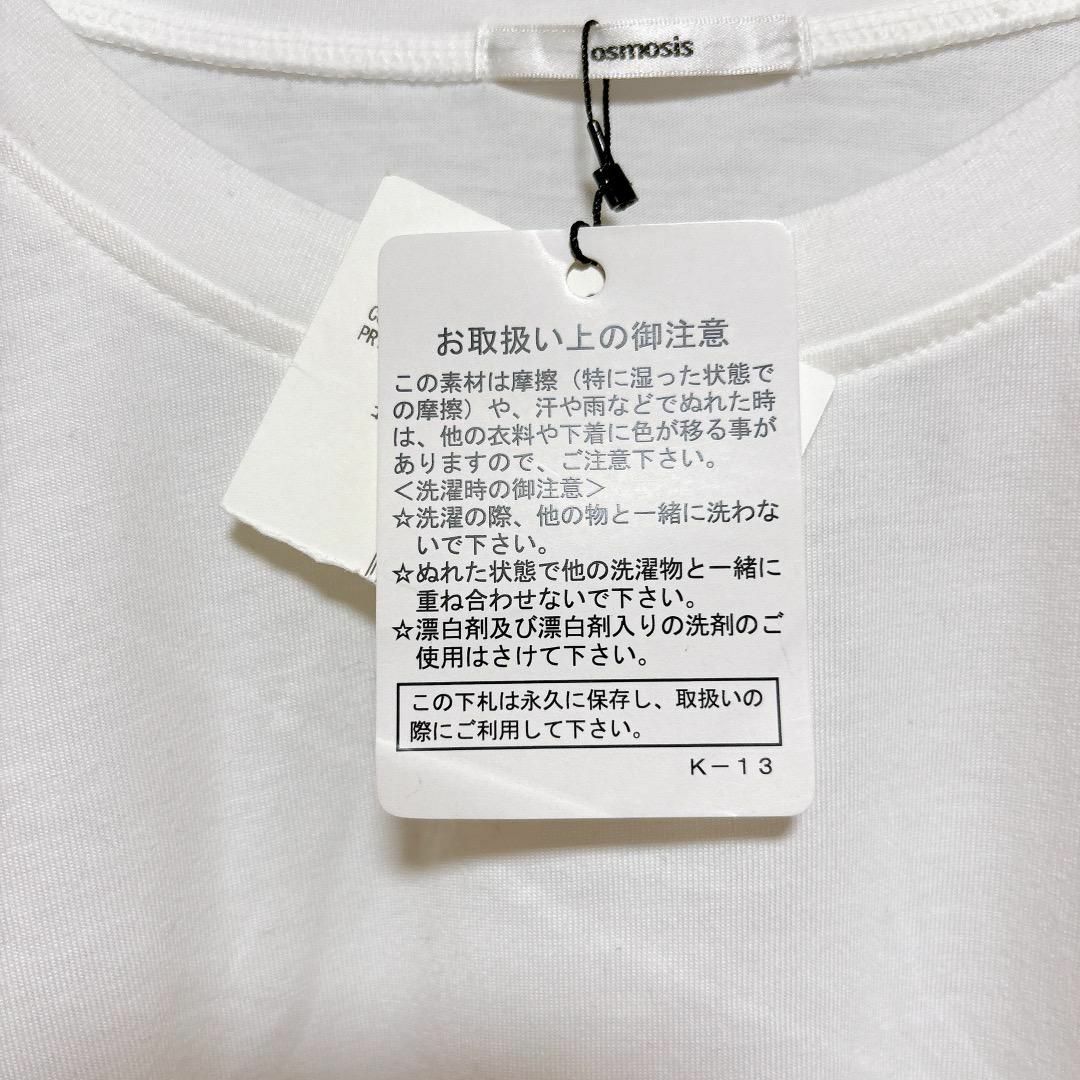 osmosis
お取扱い上の御注意
この素材は摩擦（特に湿った状態で
の摩擦）や、汗や雨などでぬれた時
は、他の衣料や下着に色が移る事が
ありますので、ご注意下さい。
＜洗濯時の御注意＞
☆洗濯の際、他の物と一緒に洗わな
いで下さい。
☆ぬれた状態で他の洗濯物と一緒に
重ね合わせないで下さい。
☆漂白剤及び漂白剤入りの洗剤のご
使用はさけて下さい。
この下札は永久に保存し、取扱いの
際にご利用して下さい。
K－13